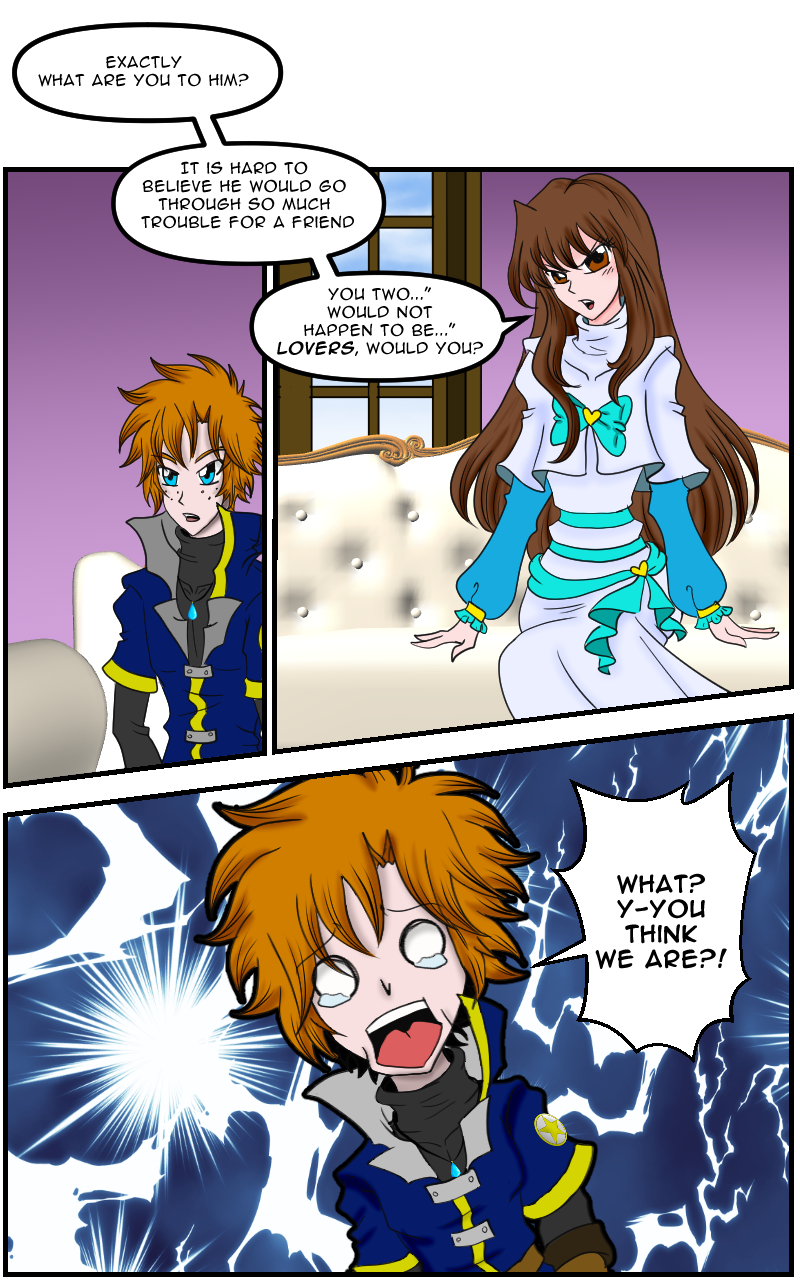 EXACTLY
WHAT ARE YOU TO HIM?
IT IS HARD TO
BELIEVE HE WOULD GO
THROUGH SO MUCH
TROUBLE FOR A FRIEND
YOU TWO..."
WOULD NOT
HAPPEN TO BE..."
LOVERS, WOULD YOU?
WHAT?
Y-YOU
THINK
WE ARE?!